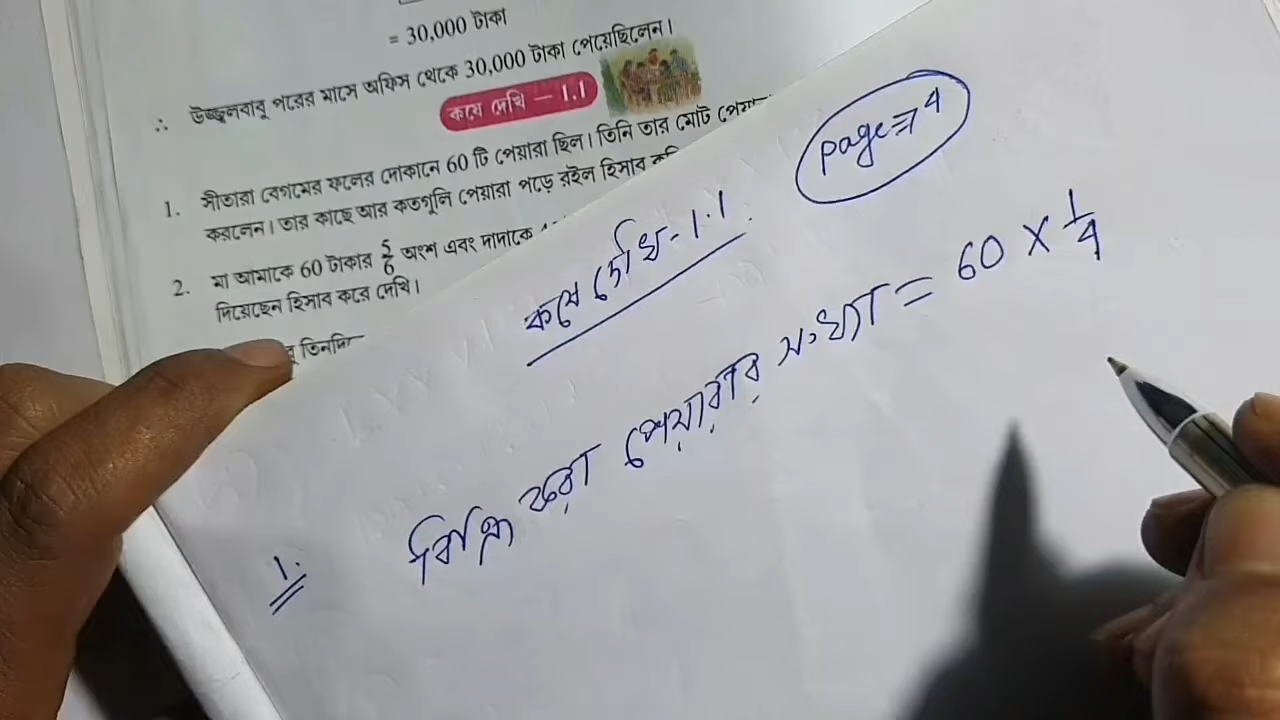 = 30,000 টাকা
∴ উজ্জ্বলবাবু পরের মাসে অফিস থেকে 30,000 টাকা পেয়েছিলেন।
কষে দেখি – 1.1
1. সীতারা বেগমের ফলের দোকানে 60 টি পেয়ারা ছিল। তিনি তার মোট
করলেন। তার কাছে আর কতগুলি পেয়ারা পড়ে রইল হিসাব
2. মা আমাকে 60 টাকার 5/6 অংশ এবং দাদাকে
দিয়েছেন হিসাব করে দেখি।
page⇒ 4
কষে দেখি - 1.1
1. বিক্রি করা পেয়ারার সংখ্যা = 60 × 1/4